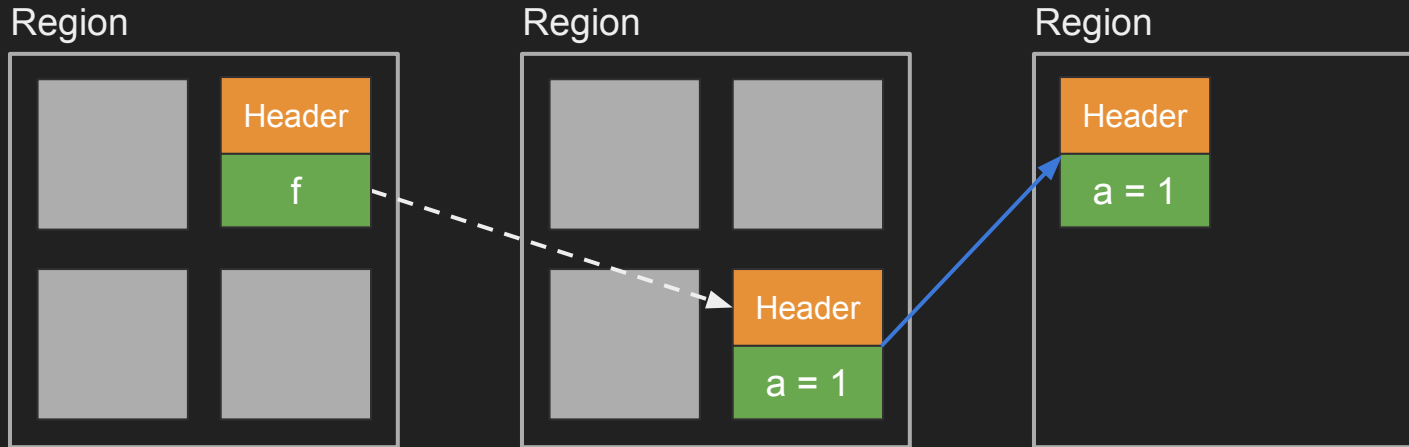 Region
Region
Region
Header
f
Header
a = 1
Header
a = 1